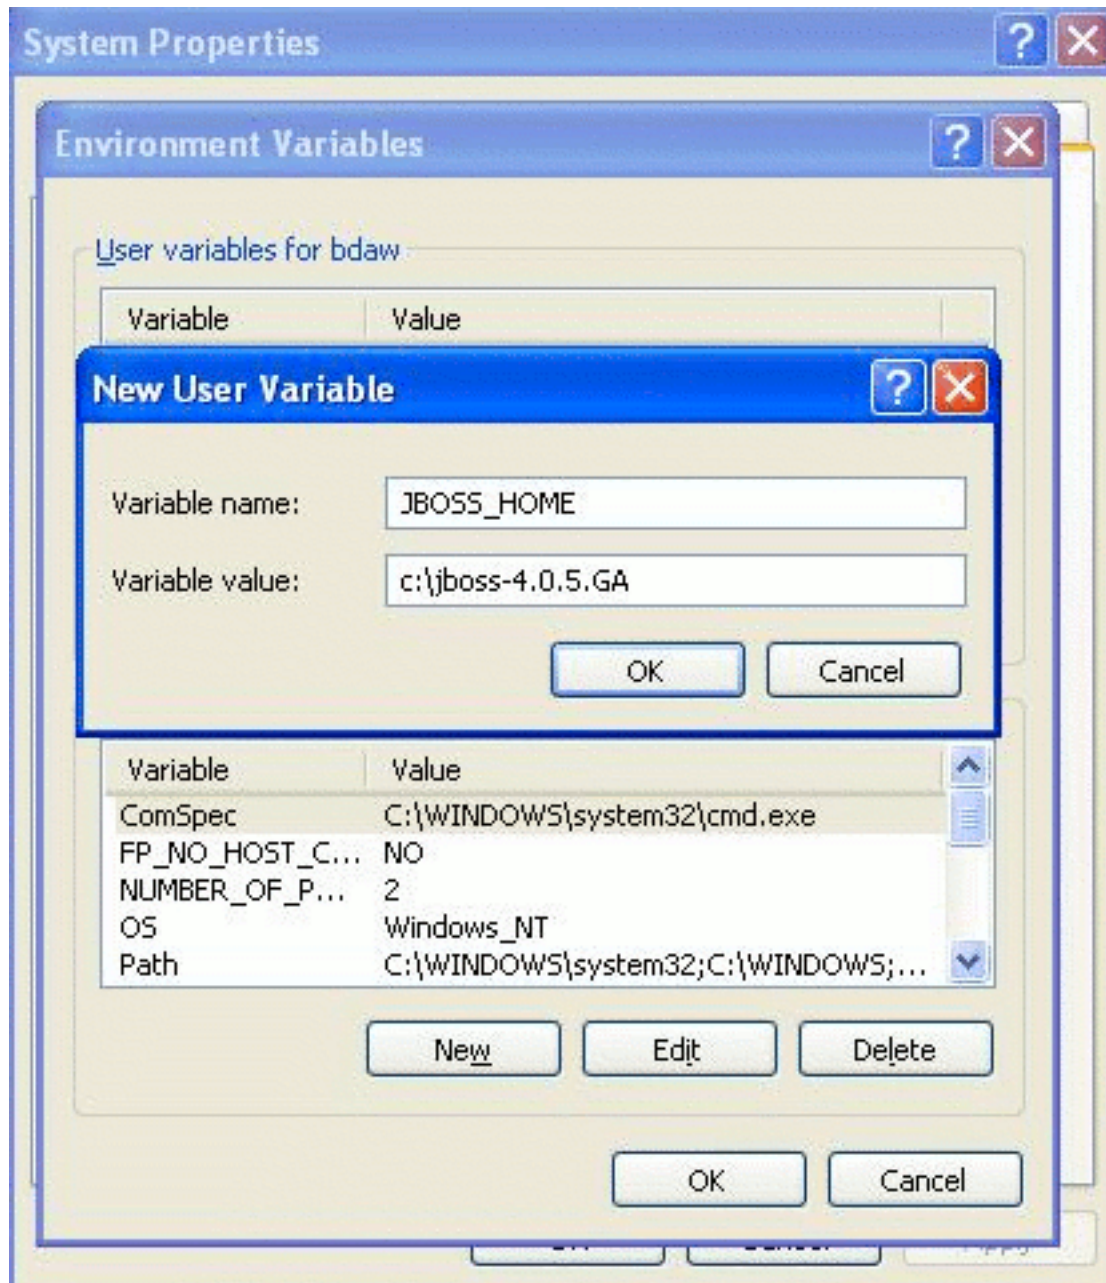 System Properties
Environment Variables
User variables for bdaw
Variable Value
New User Variable
Variable name: JBOSS_HOME
Variable value: c:\jboss-4.0.5.GA
OK Cancel
Variable Value
ComSpec C:\WINDOWS\system32\cmd.exe
FP_NO_HOST_C... NO
NUMBER_OF_P... 2
OS Windows_NT
Path C:\WINDOWS\system32;C:\WINDOWS;...
New Edit Delete
OK Cancel